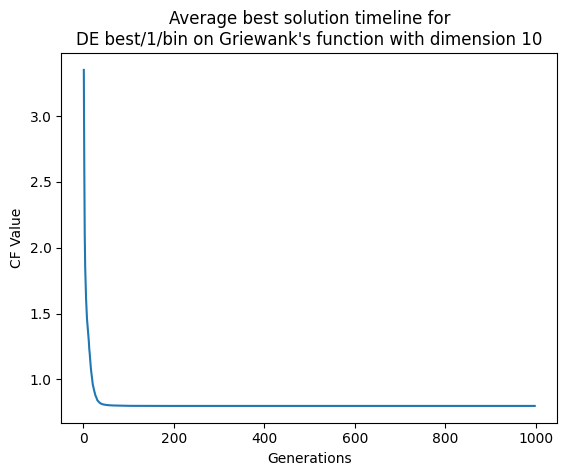 Average best solution timeline for
DE best/1/bin on Griewank's function with dimension 10
CF Value
3.0
2.5
2.0
1.5
1.0
0
200
400
600
800
1000
Generations